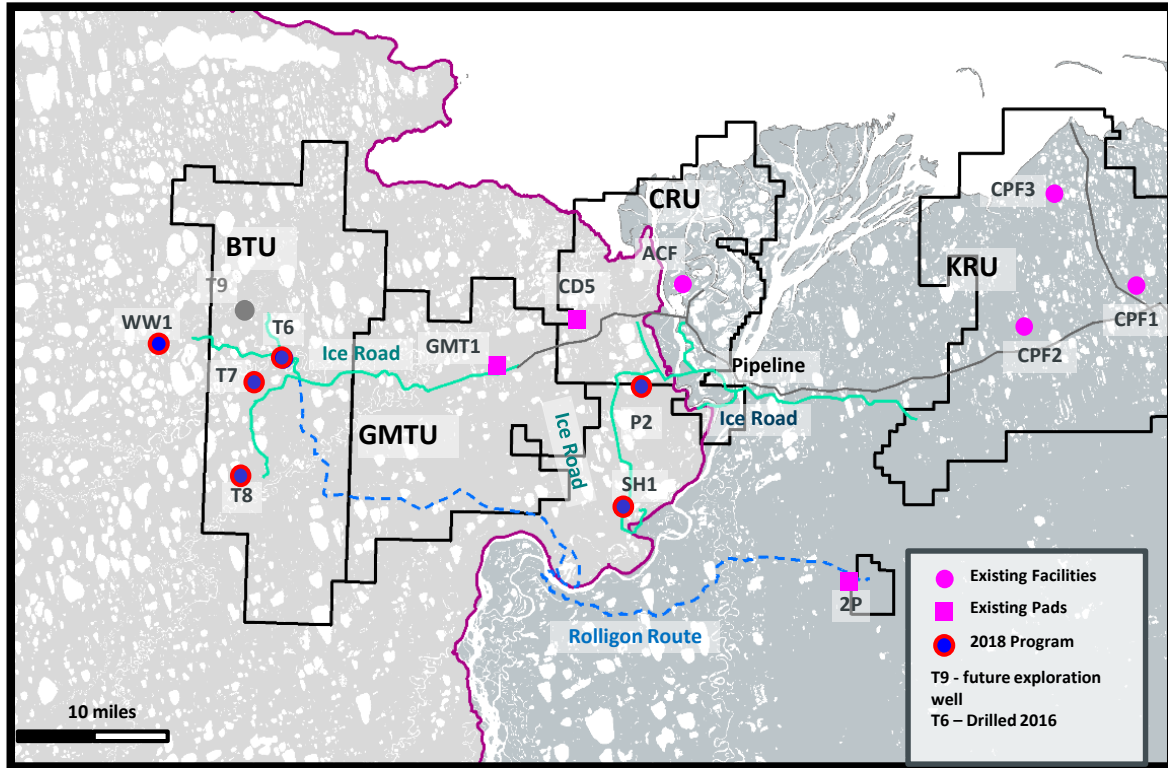 CRU
CPF3
BTU
ACF
KRU
T9
CD5
WW1
T6
CPF1
Ice Road
GMT1
CPF2
T7
Pipeline
P2
Ice Road
GMTU
Ice Road
T8
SH1
2P
Rolligon Route
10 miles
Existing Facilities
Existing Pads
2018 Program
T9 - future exploration
well
T6 – Drilled 2016